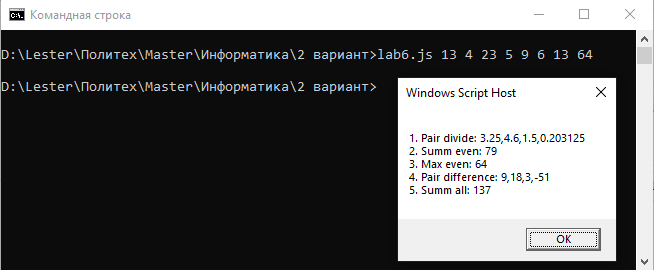 Командная строка
D:\Lester\Политех\Master\Информатика\2 вариант>lab6.js 13 4 23 5 9 6 13 64
D:\Lester\Политех\Master\Информатика\2 вариант>
Windows Script Host
1. Pair divide: 3.25,4.6,1.5,0.203125
2. Summ even: 79
3. Max even: 64
4. Pair difference: 9,18,3,-51
5. Summ all: 137
OK